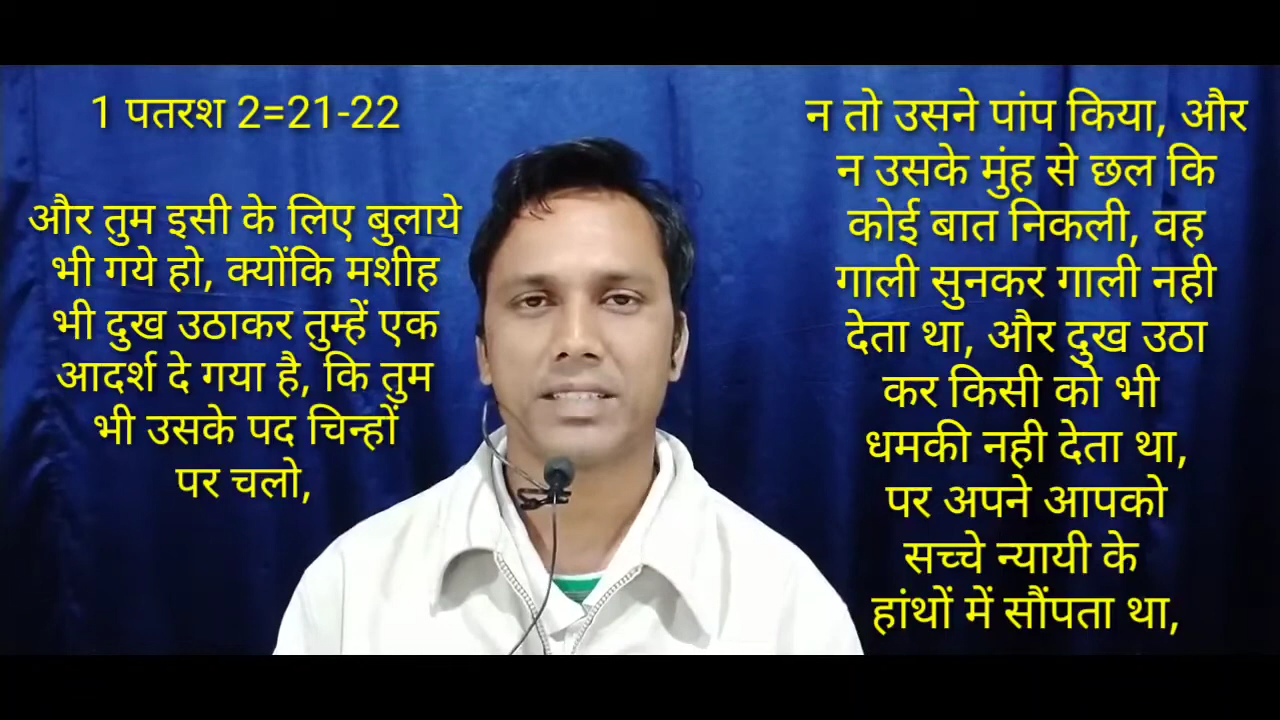 1 पतरश 2=21-22
और तुम इसी के लिए बुलाये
भी गये हो, क्योंकि मशीह
भी दुख उठाकर तुम्हें एक
आदर्श दे गया है, कि तुम
भी उसके पद चिन्हों
पर चलो,
न तो उसने पांप किया, और
न उसके मुंह से छल कि
कोई बात निकली, वह
गाली सुनकर गाली नही
देता था, और दुख उठा
कर किसी को भी
धमकी नही देता था,
पर अपने आपको
सच्चे न्यायी के
हांथों में सौंपता था,